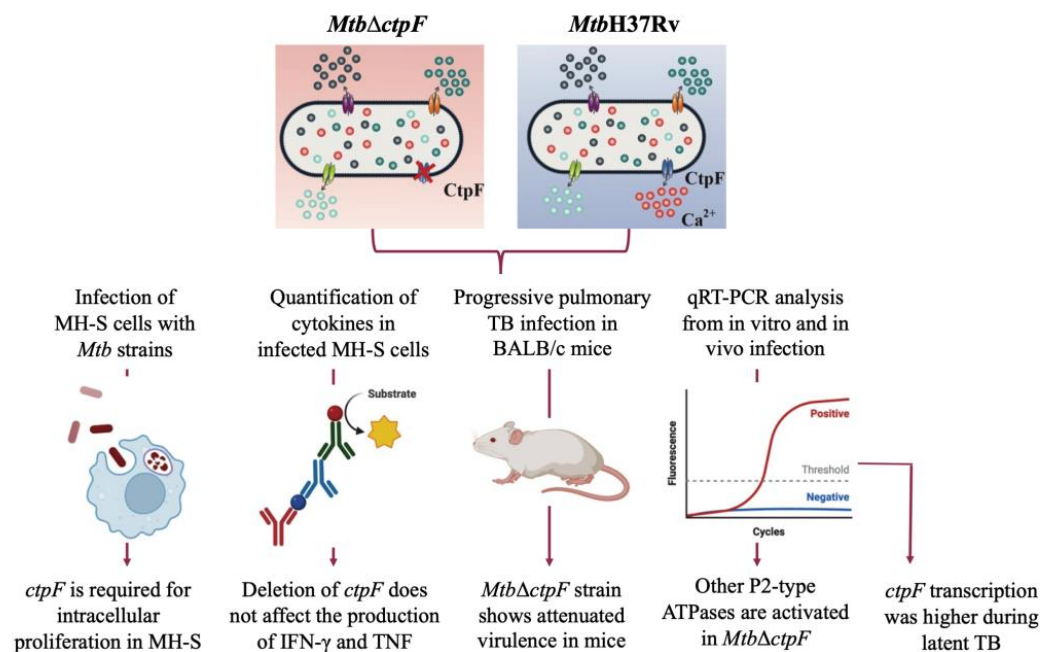 MtbΔctpF
MtbH37Rv
CtpF
CtpF
Ca²⁺
Infection of
MH-S cells with
Mtb strains
Quantification of
cytokines in
infected MH-S cells
Progressive pulmonary
TB infection in
BALB/c mice
qRT-PCR analysis
from in vitro and in
vivo infection
Substrate
Fluorescence
Positive
Threshold
Negative
Cycles
ctpF is required for
intracellular
proliferation in MH-S
Deletion of ctpF does
not affect the production
of IFN-γ and TNF
MtbΔctpF strain
shows attenuated
virulence in mice
Other P2-type
ATPases are activated
in MtbΔctpF
ctpF transcription
was higher during
latent TB